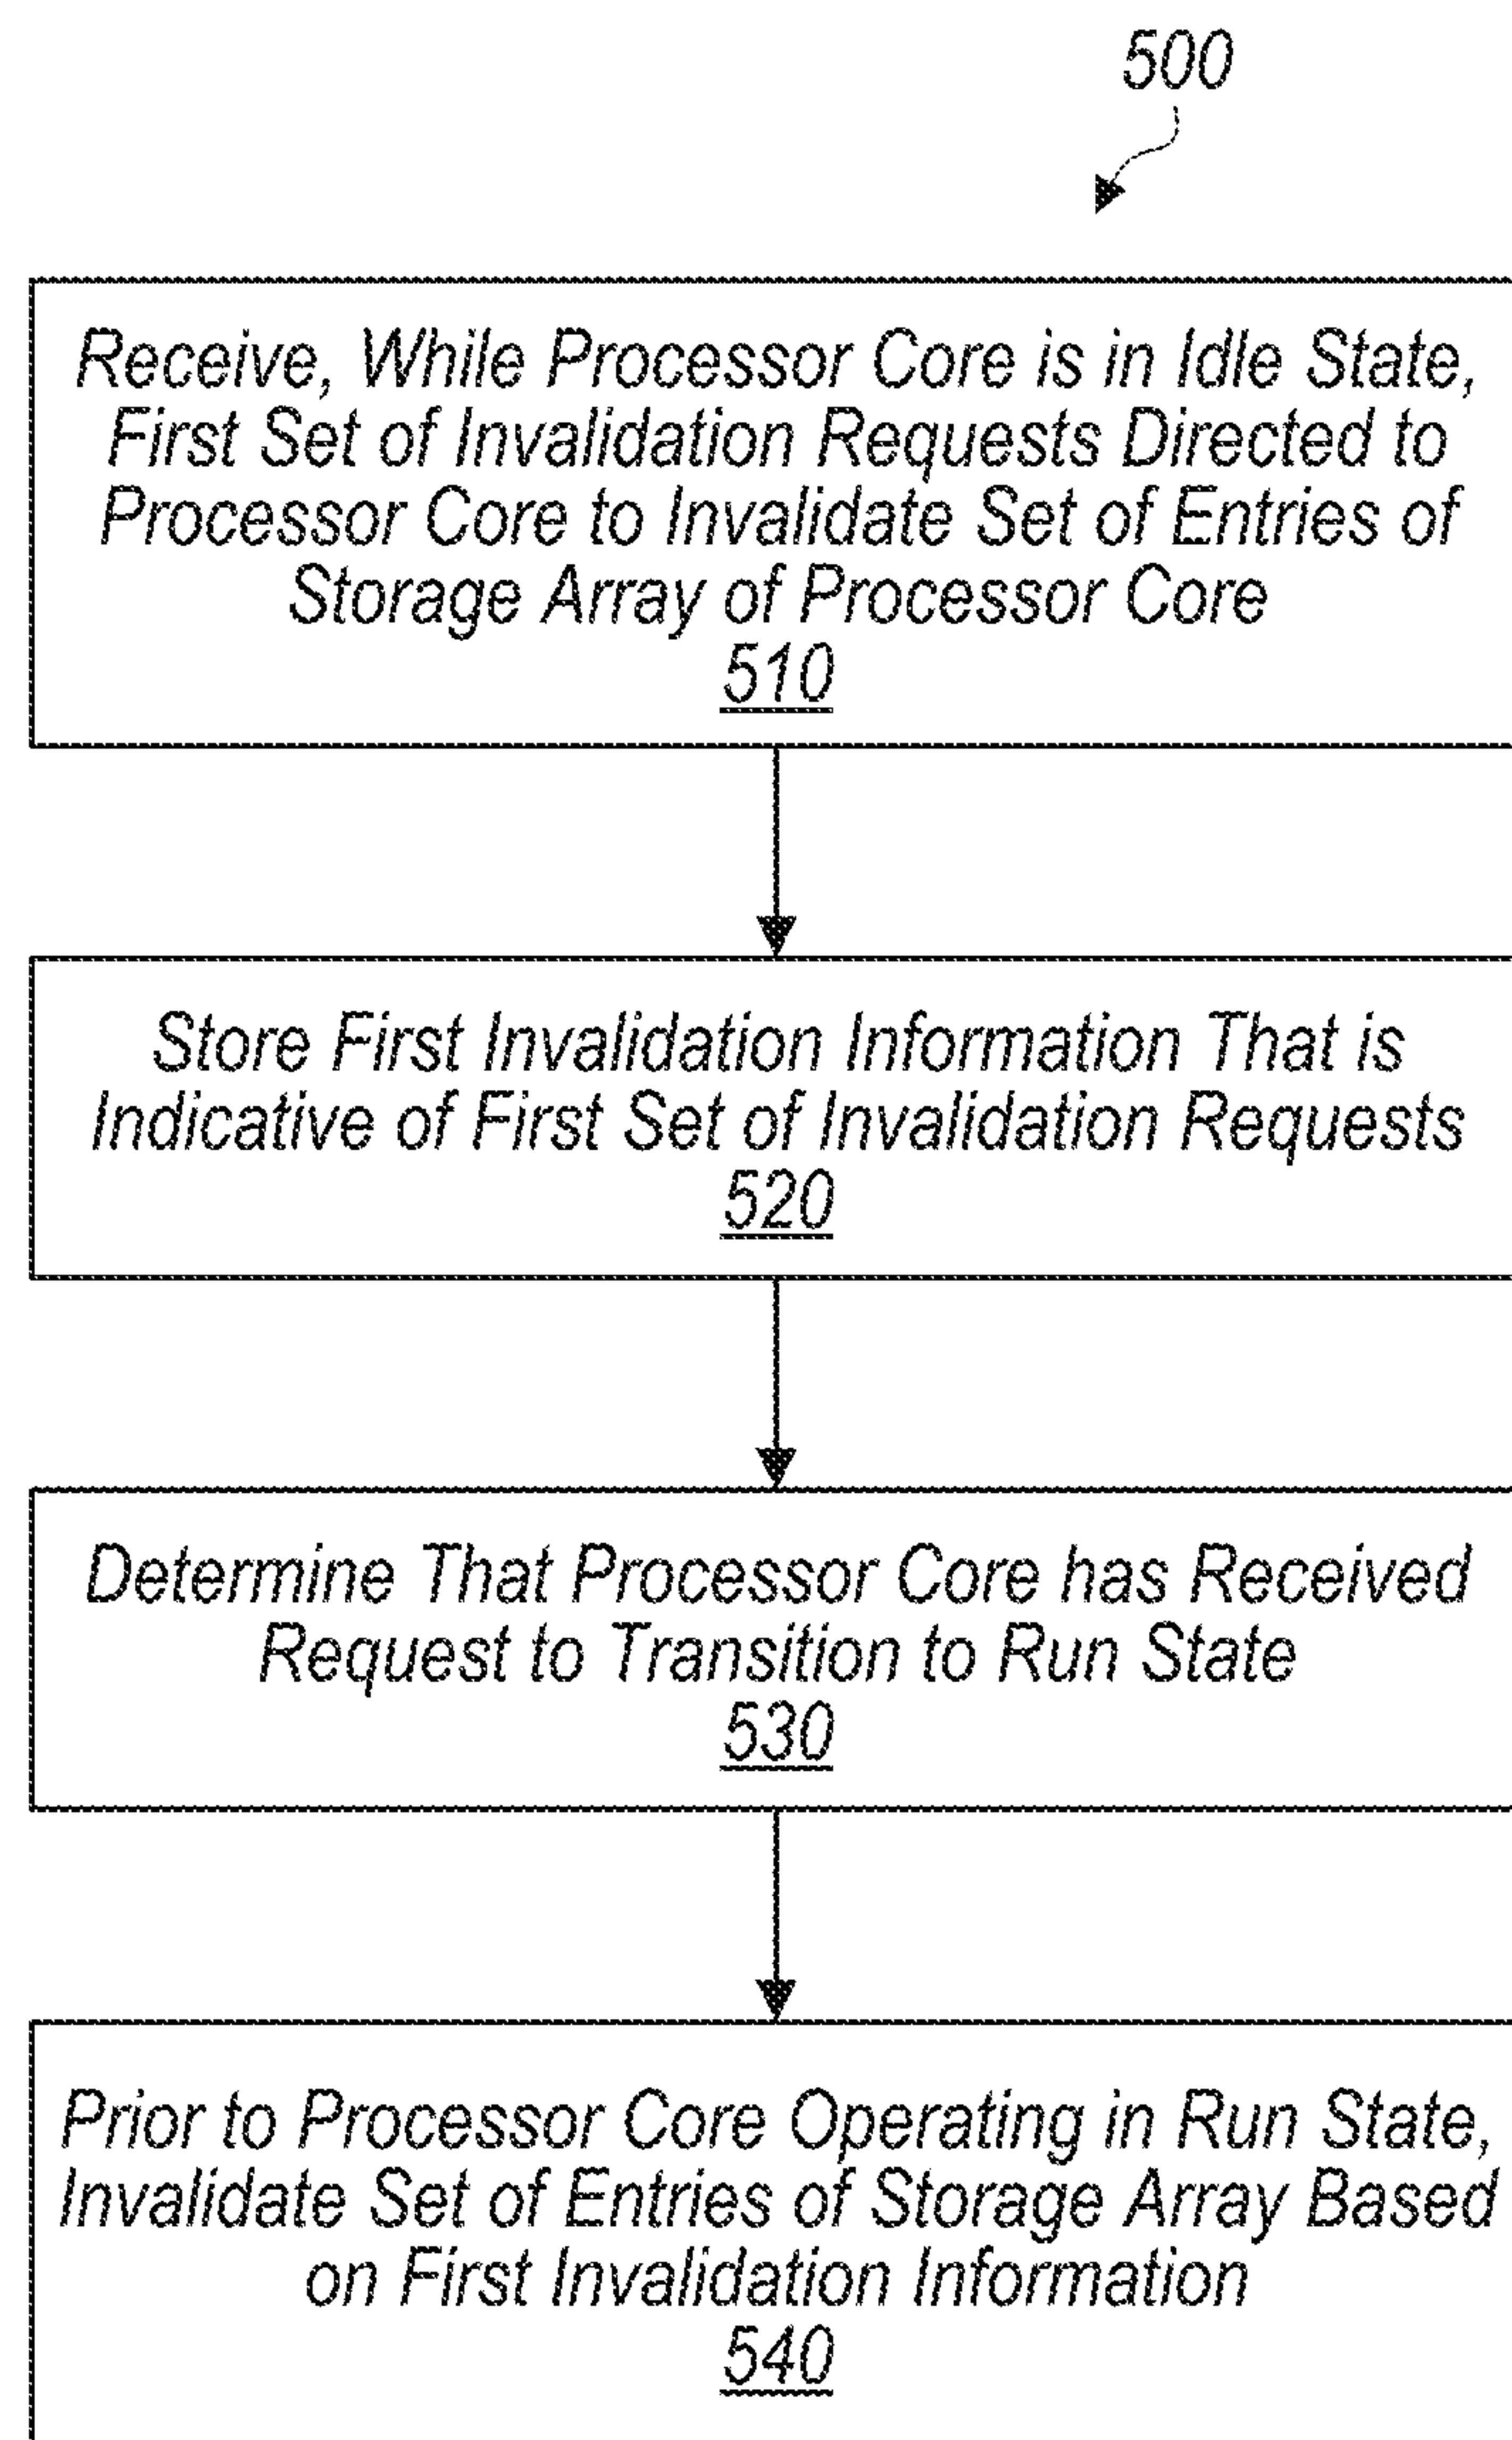 500
Receive, While Processor Core is in Idle State,
First Set of Invalidation Requests Directed to
Processor Core to Invalidate Set of Entries of
Storage Array of Processor Core
510
Store First Invalidation Information That is
Indicative of First Set of Invalidation Requests
520
Determine That Processor Core has Received
Request to Transition to Run State
530
Prior to Processor Core Operating in Run State,
Invalidate Set of Entries of Storage Array Based
on First Invalidation Information
540